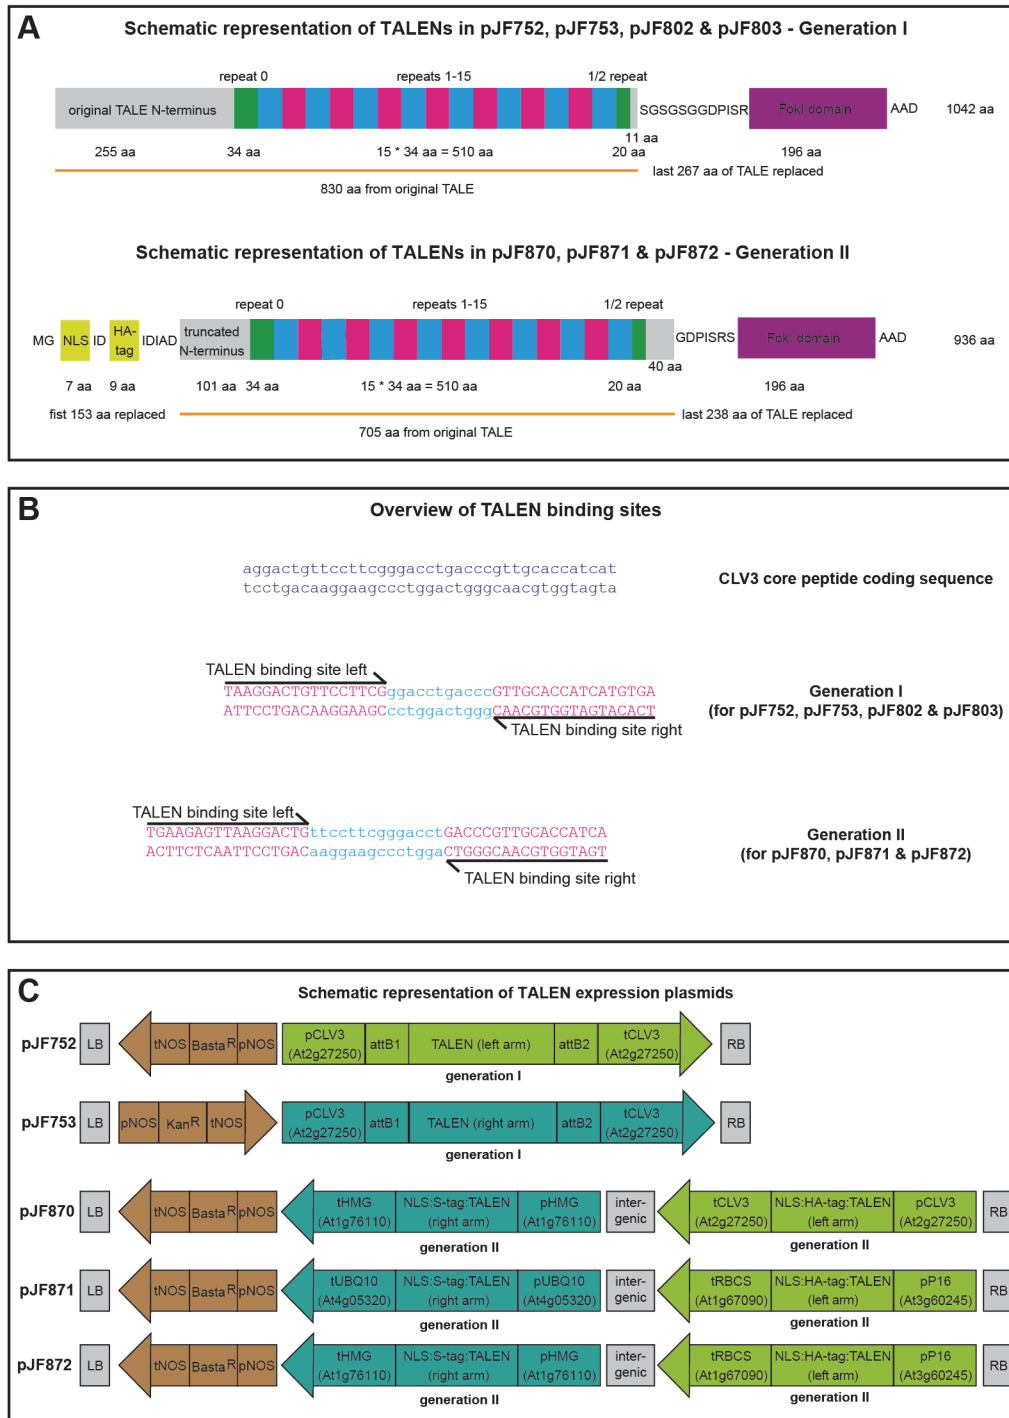 A
Schematic representation of TALENs in pJF752, pJF753, pJF802 & pJF803 - Generation I
repeat 0 repeats 1-15 1/2 repeat
original TALE N-terminus SGSGSGGDPISR FokI domain AAD 1042 aa
11 aa
255 aa 34 aa 15 * 34 aa = 510 aa 20 aa 196 aa
830 aa from original TALE last 267 aa of TALE replaced
Schematic representation of TALENs in pJF870, pJF871 & pJF872 - Generation II
repeat 0 repeats 1-15 1/2 repeat
MG NLS ID HA-tag IDIAD truncated N-terminus GDPISRS FokI domain AAD 936 aa
40 aa
7 aa 9 aa 101 aa 34 aa 15 * 34 aa = 510 aa 20 aa 196 aa
fist 153 aa replaced last 238 aa of TALE replaced
705 aa from original TALE
B
Overview of TALEN binding sites
aggactgttccttcgggacctgacccgttgcaccatcat
tcctgacaaggaagccctggactgggcaacgtggtagta
CLV3 core peptide coding sequence
TALEN binding site left
TAAGGACTGTTCCTTCGggacctgacccGTTGCACCATCATGTGA
ATTCCTGACAAGGAAGCcctggactgggCAACGTGGTAGTACACT
TALEN binding site right
Generation I
(for pJF752, pJF753, pJF802 & pJF803)
TALEN binding site left
TGAAGAGTTAAGGACTGttccttcgggacctGACCCGTTGCACCATCA
ACTTCTCAATTCCTGACaaggaagccctggaCTGGGCAACGTGGTAGT
TALEN binding site right
Generation II
(for pJF870, pJF871 & pJF872)
C
Schematic representation of TALEN expression plasmids
pJF752 LB tNOS BastaR pNOS pCLV3 (At2g27250) attB1 TALEN (left arm) attB2 tCLV3 (At2g27250) RB
generation I
pJF753 LB pNOS KanR tNOS pCLV3 (At2g27250) attB1 TALEN (right arm) attB2 tCLV3 (At2g27250) RB
generation I
pJF870 LB tNOS BastaR pNOS tHMG (At1g76110) NLS:S-tag:TALEN (right arm) pHMG (At1g76110) inter-genic tCLV3 (At2g27250) NLS:HA-tag:TALEN (left arm) pCLV3 (At2g27250) RB
generation II generation II
pJF871 LB tNOS BastaR pNOS tUBQ10 (At4g05320) NLS:S-tag:TALEN (right arm) pUBQ10 (At4g05320) inter-genic tRBCS (At1g67090) NLS:HA-tag:TALEN (left arm) pP16 (At3g60245) RB
generation II generation II
pJF872 LB tNOS BastaR pNOS tHMG (At1g76110) NLS:S-tag:TALEN (right arm) pHMG (At1g76110) inter-genic tRBCS (At1g67090) NLS:HA-tag:TALEN (left arm) pP16 (At3g60245) RB
generation II generation II